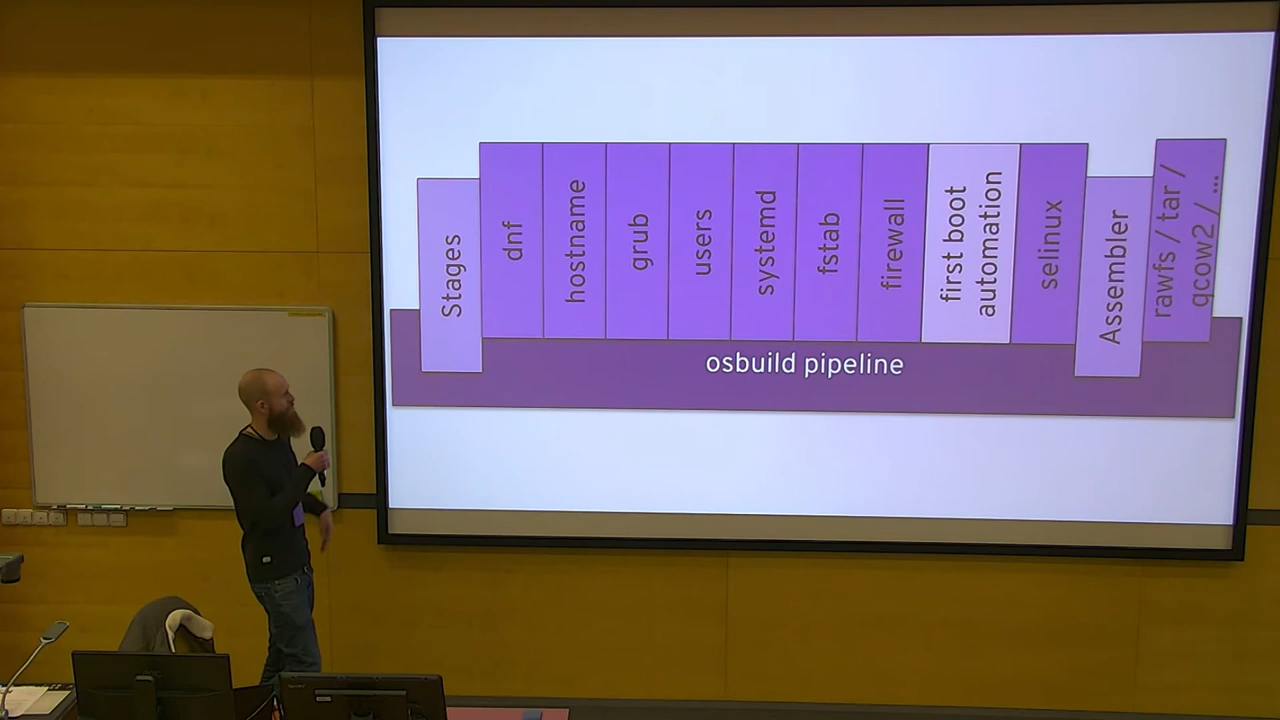 Stages
dnf
hostname
grub
users
systemd
fstab
firewall
first boot
automation
selinux
Assembler
rawfs / tar /
qcow2 / ...
osbuild pipeline